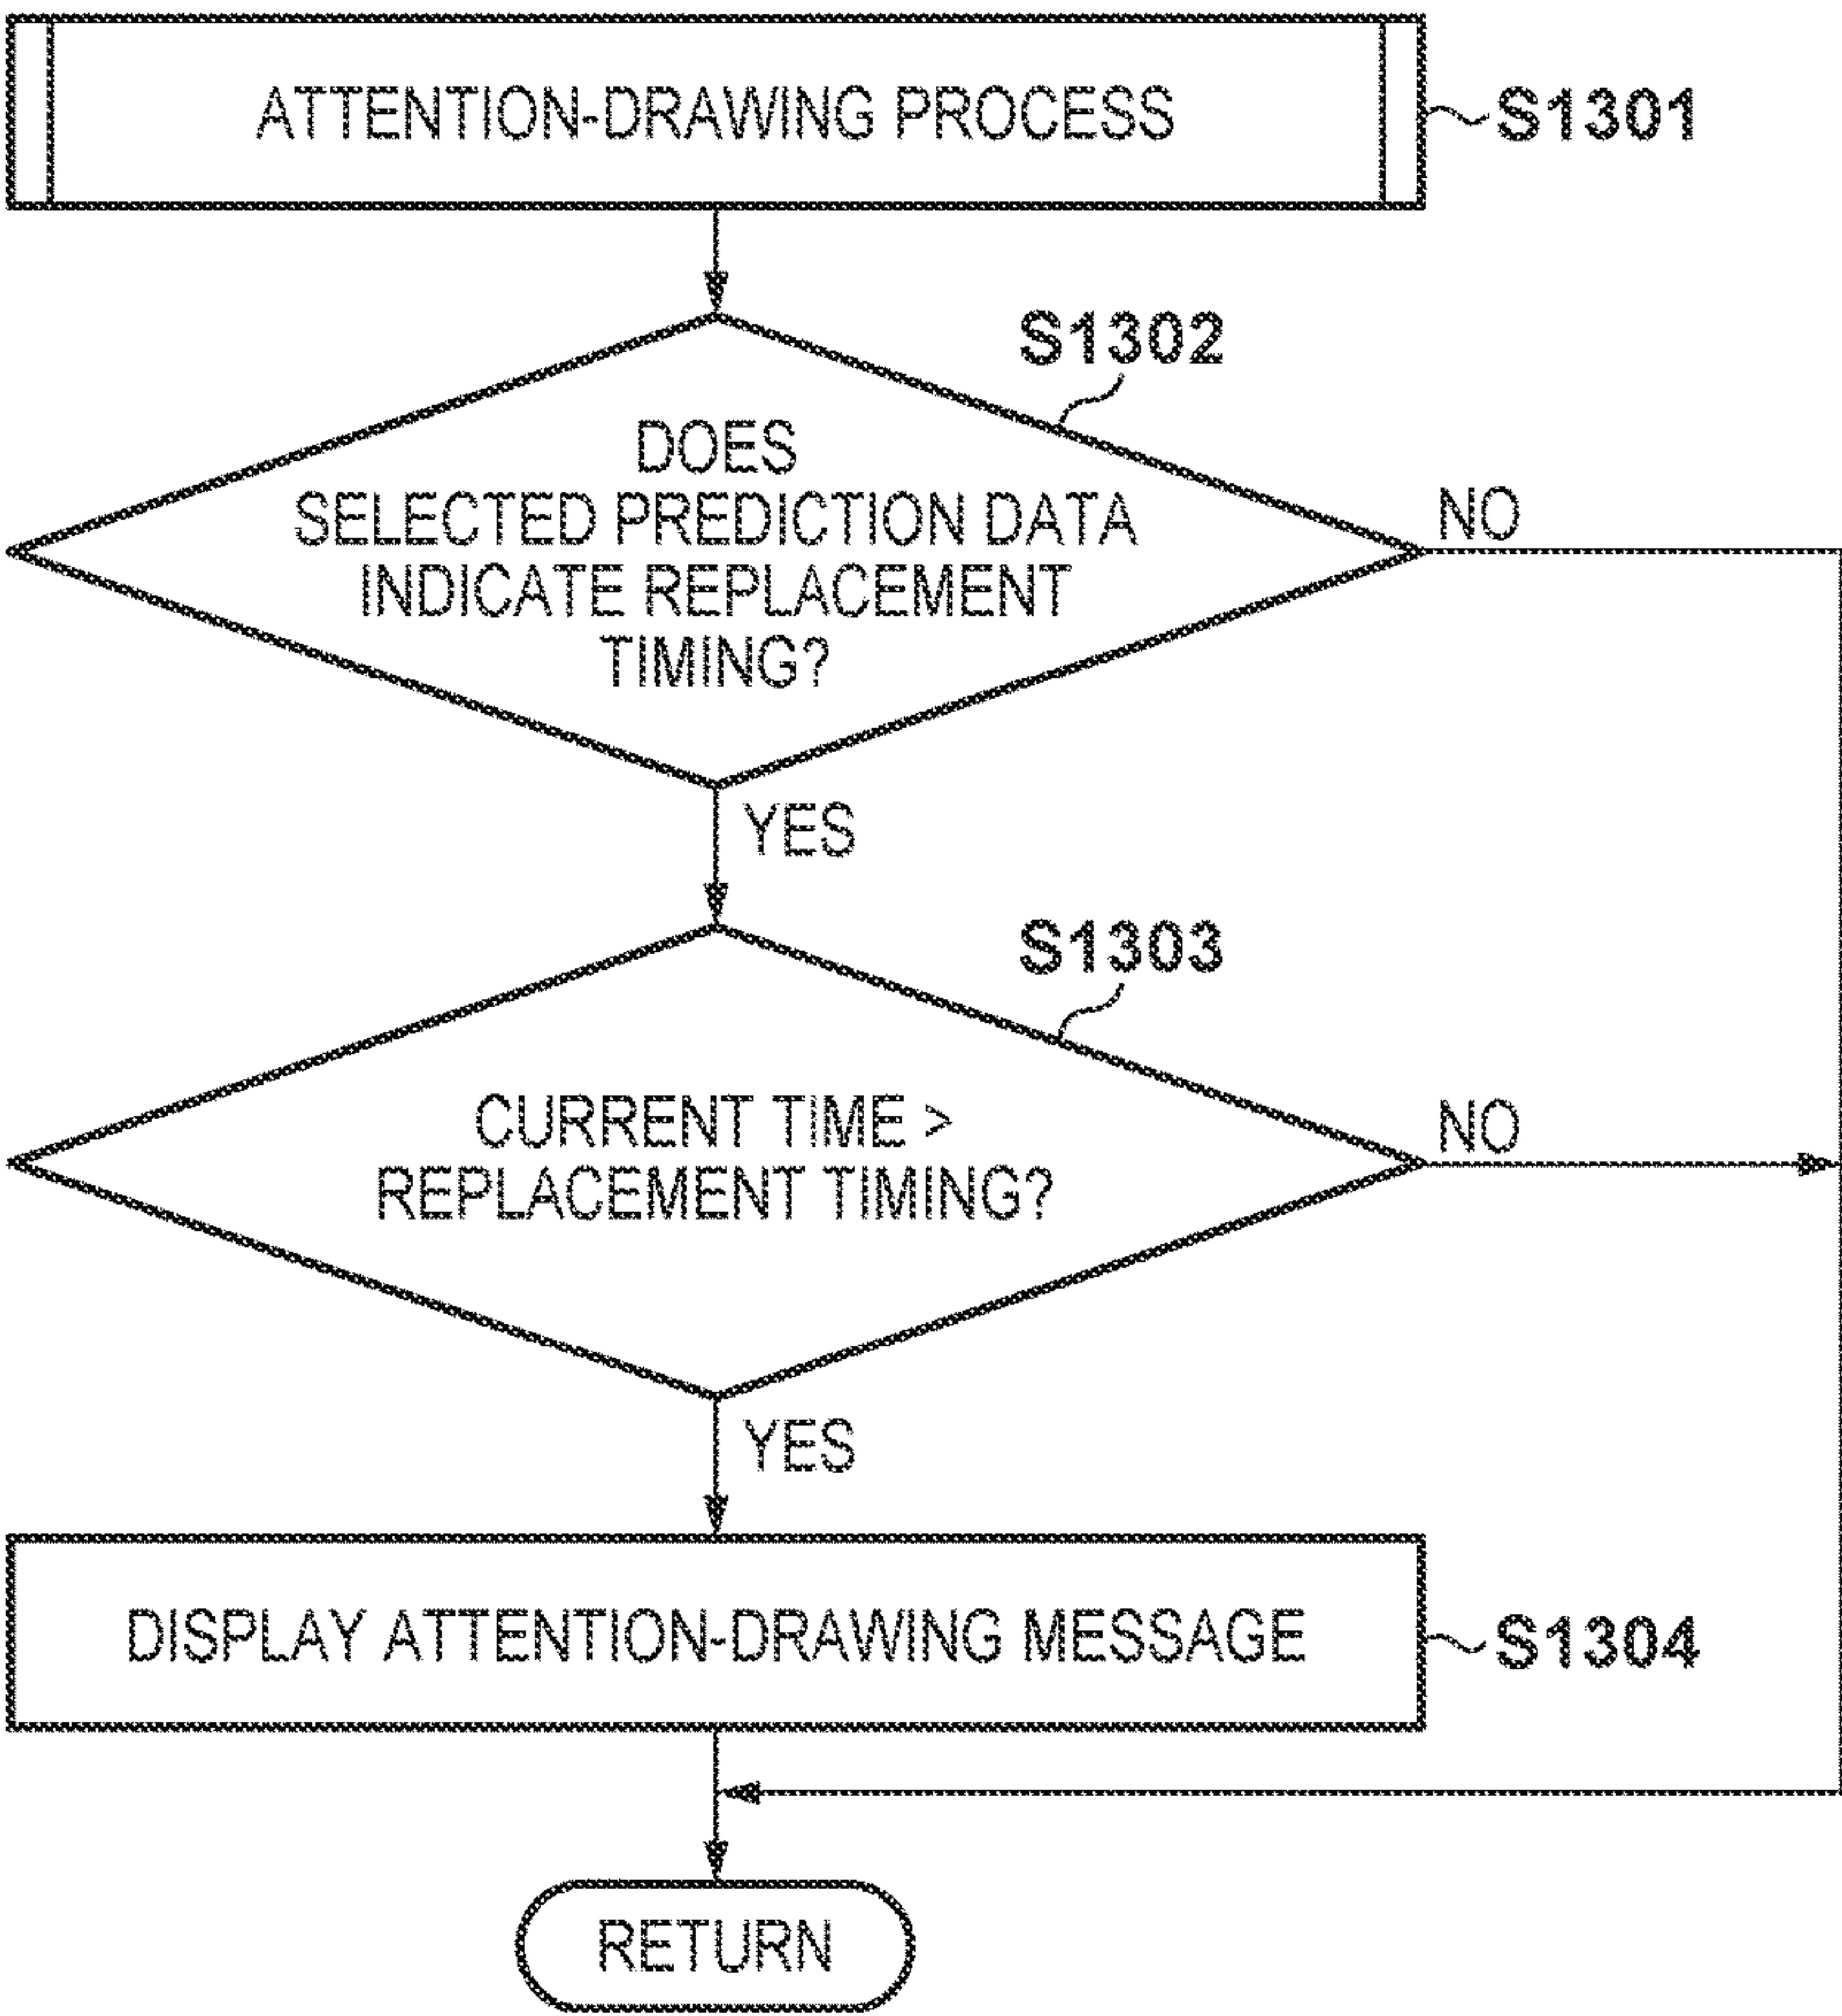 ATTENTION-DRAWING PROCESS
S1301
S1302
DOES
SELECTED PREDICTION DATA
INDICATE REPLACEMENT
TIMING?
NO
YES
S1303
CURRENT TIME >
REPLACEMENT TIMING?
NO
YES
DISPLAY ATTENTION-DRAWING MESSAGE
S1304
RETURN